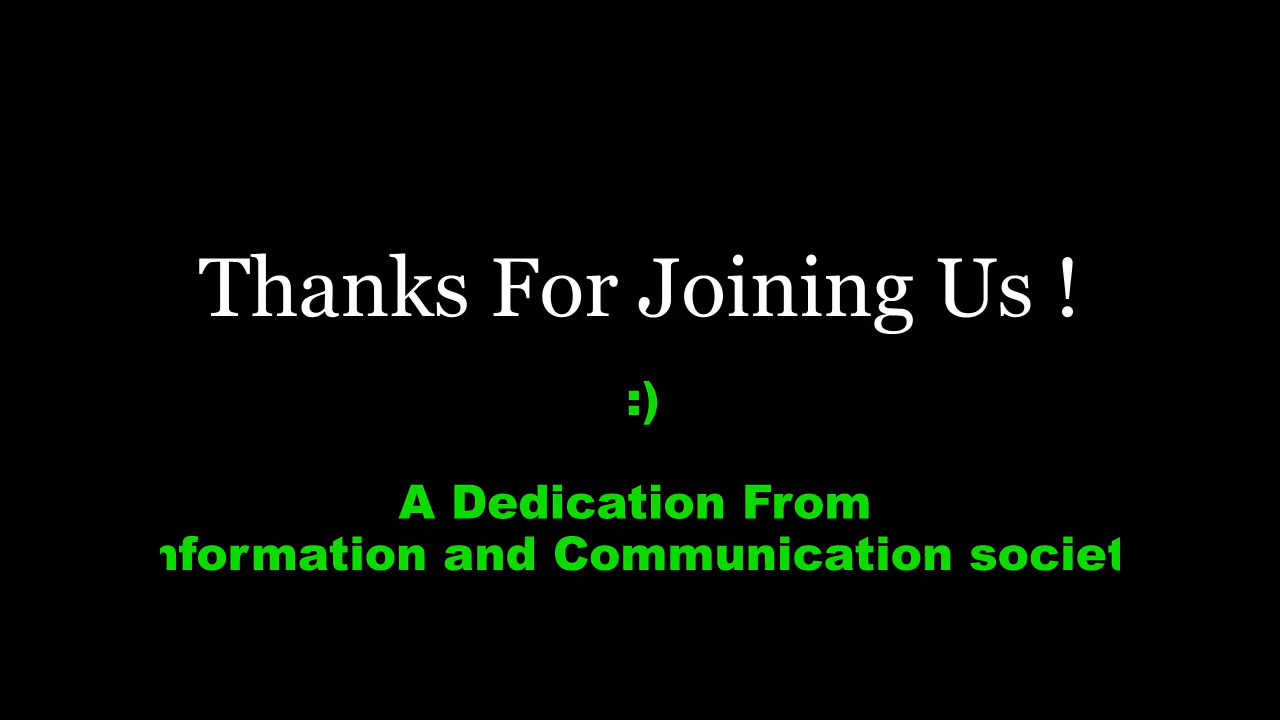 Thanks For Joining Us !
:)
A Dedication From
nformation and Communication societ